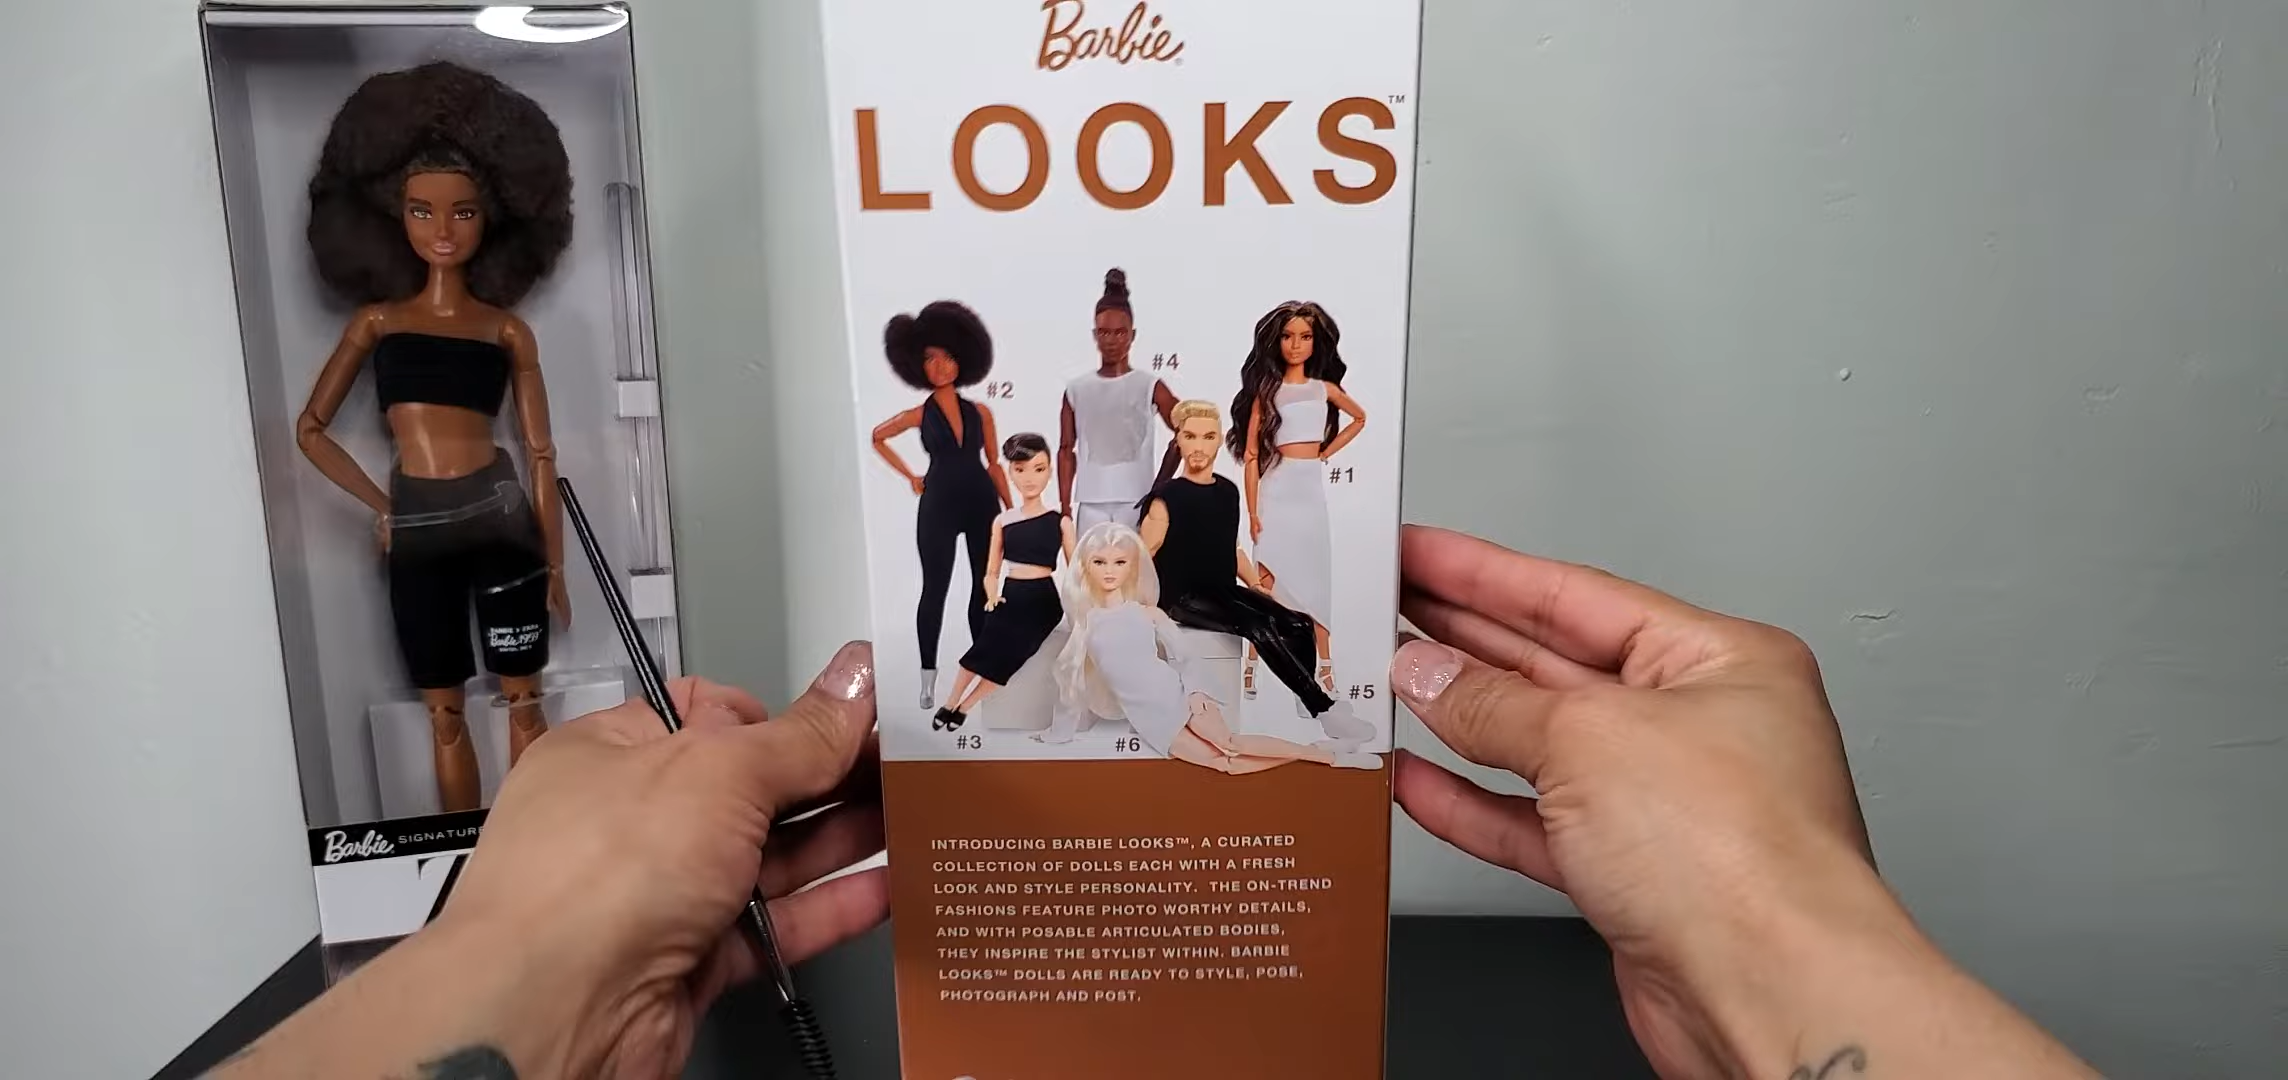 Barbie
LOOKS™
#4
#2
#1
#5
#3
#6
INTRODUCING BARBIE LOOKS™, A CURATED
COLLECTION OF DOLLS EACH WITH A FRESH
LOOK AND STYLE PERSONALITY. THE ON-TREND
FASHIONS FEATURE PHOTO WORTHY DETAILS,
AND WITH POSABLE ARTICULATED BODIES,
THEY INSPIRE THE STYLIST WITHIN. BARBIE
LOOKS™ DOLLS ARE READY TO STYLE, POSE,
PHOTOGRAPH AND POST.
Barbie 1959
Barbie SIGNATURE